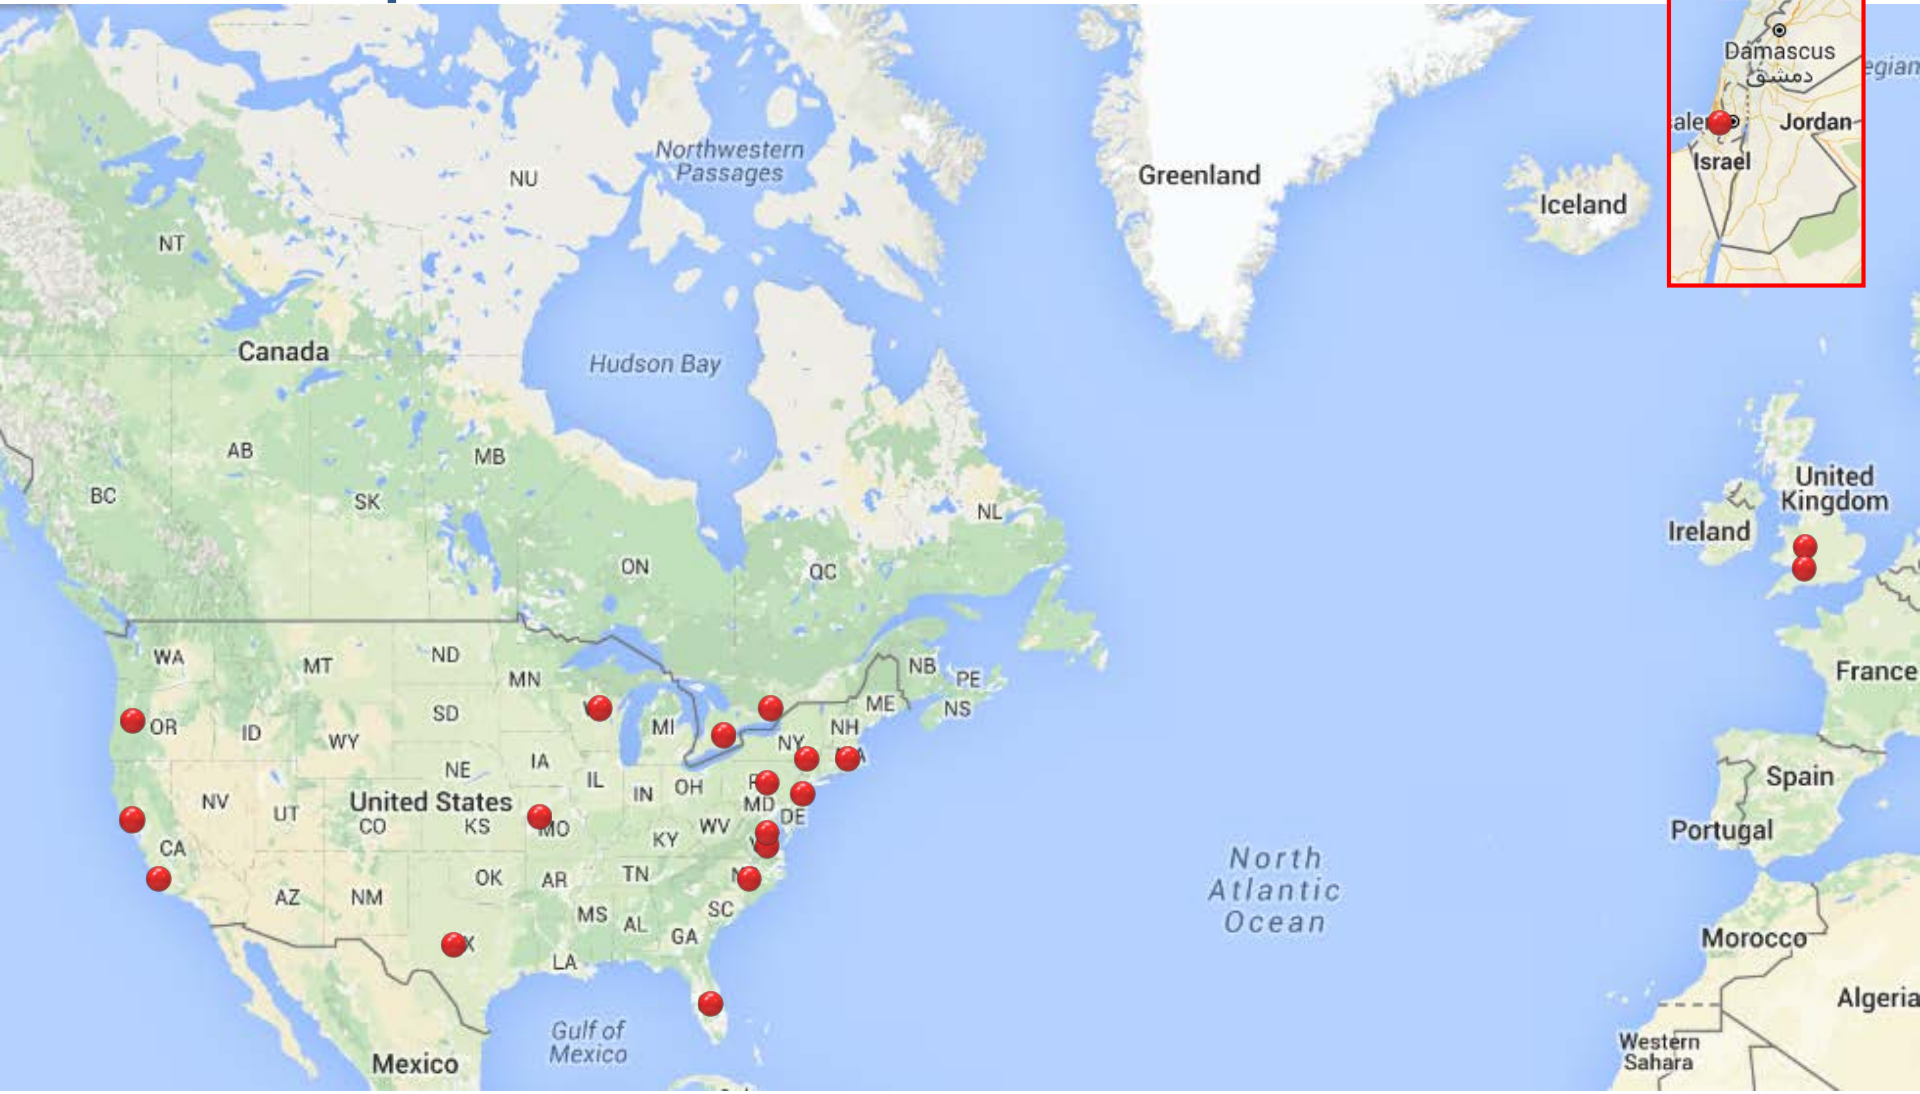 Damascus
دمشق
Jordan
Israel
Northwestern
Passages
NU
Greenland
Iceland
NT
Canada
Hudson Bay
AB
MB
BC
SK
NL
United
Kingdom
Ireland
ON
QC
WA
MT
ND
MN
NB
PE
NS
ME
France
OR
ID
SD
WY
MI
NY
NH
NE
IA
IL
IN
OH
MD
DE
NV
UT
United States
CO
KS
MO
KY
WV
Spain
Portugal
CA
AZ
NM
OK
AR
TN
SC
MS
AL
GA
LA
North
Atlantic
Ocean
Morocco
Algeria
Gulf of
Mexico
Mexico
Western
Sahara